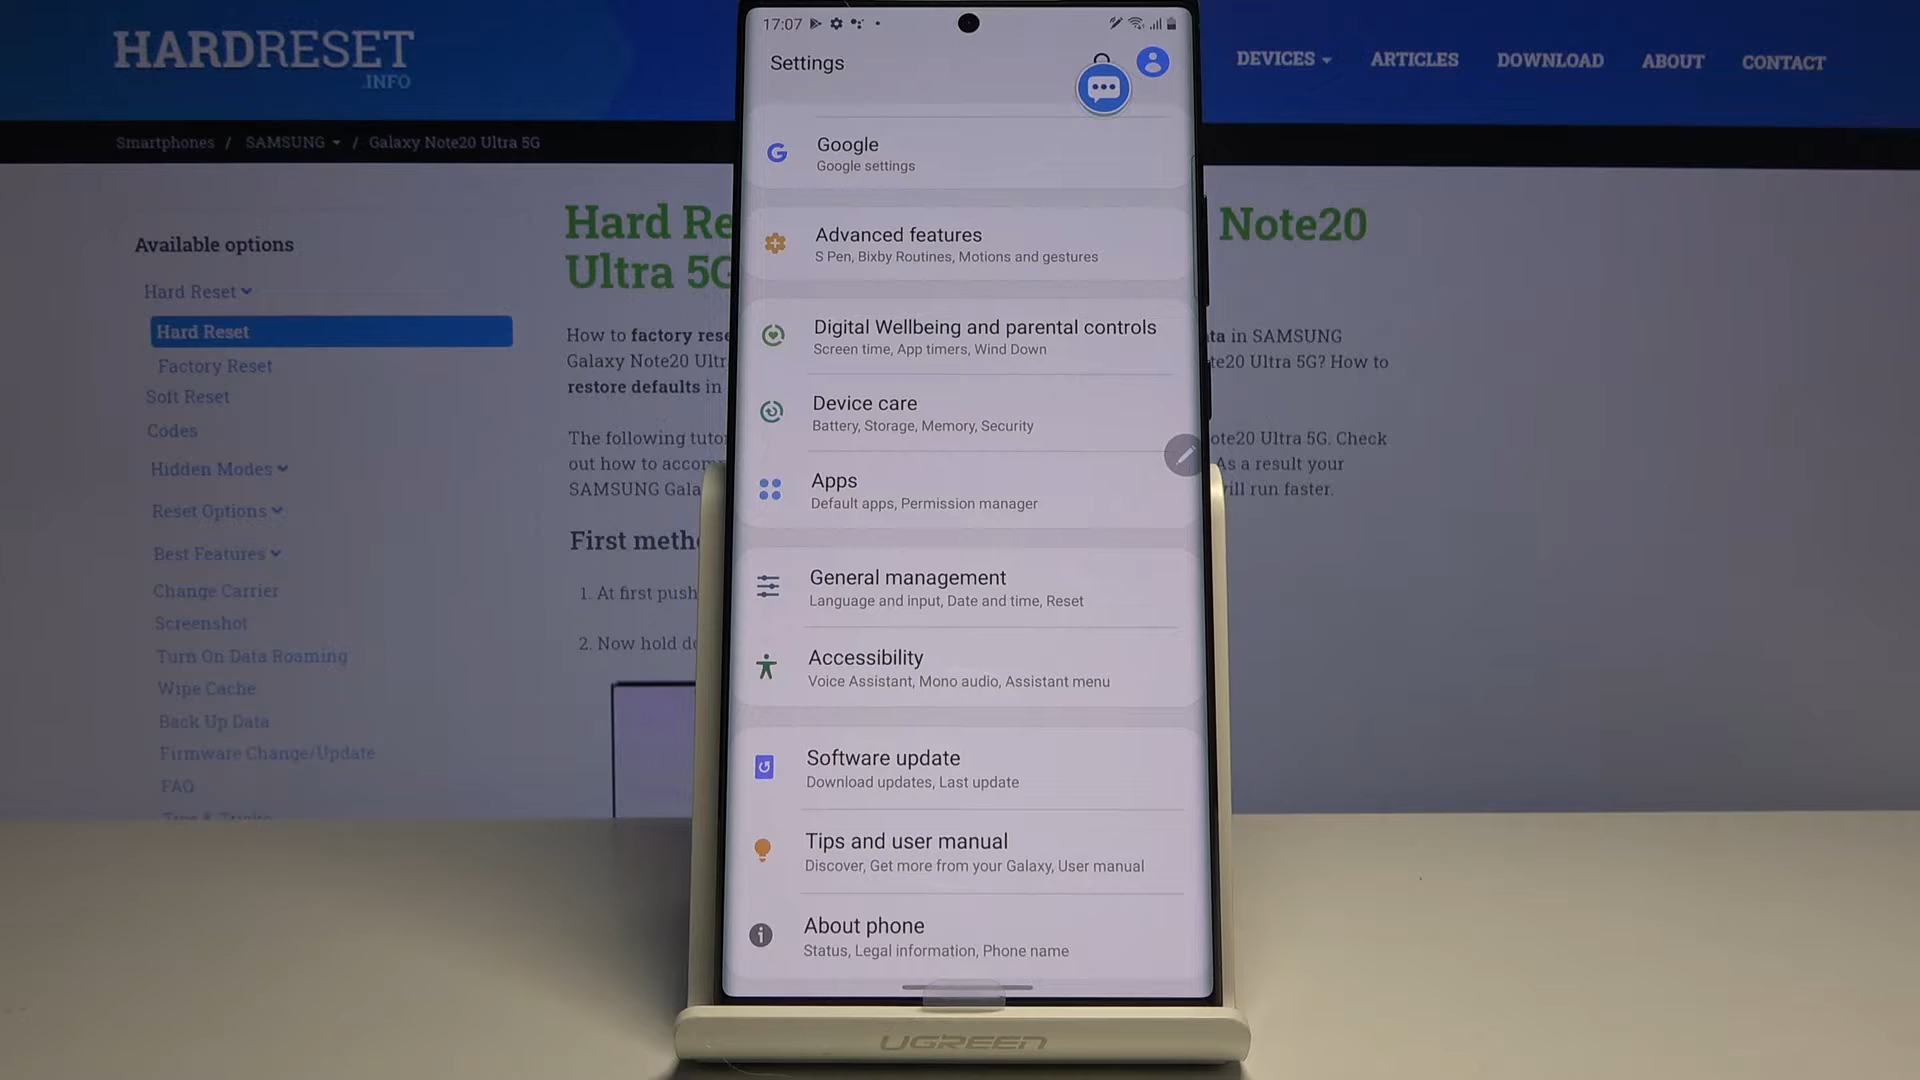 HARDRESET
.INFO
DEVICES
ARTICLES
DOWNLOAD
ABOUT
CONTACT
Smartphones / SAMSUNG / Galaxy Note20 Ultra 5G
Available options
Hard Reset
Hard Reset
Factory Reset
Soft Reset
Codes
Hidden Modes
Reset Options
Best Features
Change Carrier
Screenshot
Turn On Data Roaming
Wipe Cache
Back Up Data
Firmware Change/Update
FAQ
Tips & Tricks
Hard Re Note20
Ultra 5G
How to factory rese ta in SAMSUNG
Galaxy Note20 Ultr te20 Ultra 5G? How to
restore defaults in
The following tutor ote20 Ultra 5G. Check
out how to accom As a result your
SAMSUNG Gala ill run faster.
First meth
1. At first push
2. Now hold do
17:07
Settings
Google
Google settings
Advanced features
S Pen, Bixby Routines, Motions and gestures
Digital Wellbeing and parental controls
Screen time, App timers, Wind Down
Device care
Battery, Storage, Memory, Security
Apps
Default apps, Permission manager
General management
Language and input, Date and time, Reset
Accessibility
Voice Assistant, Mono audio, Assistant menu
Software update
Download updates, Last update
Tips and user manual
Discover, Get more from your Galaxy, User manual
About phone
Status, Legal information, Phone name
UGREEN